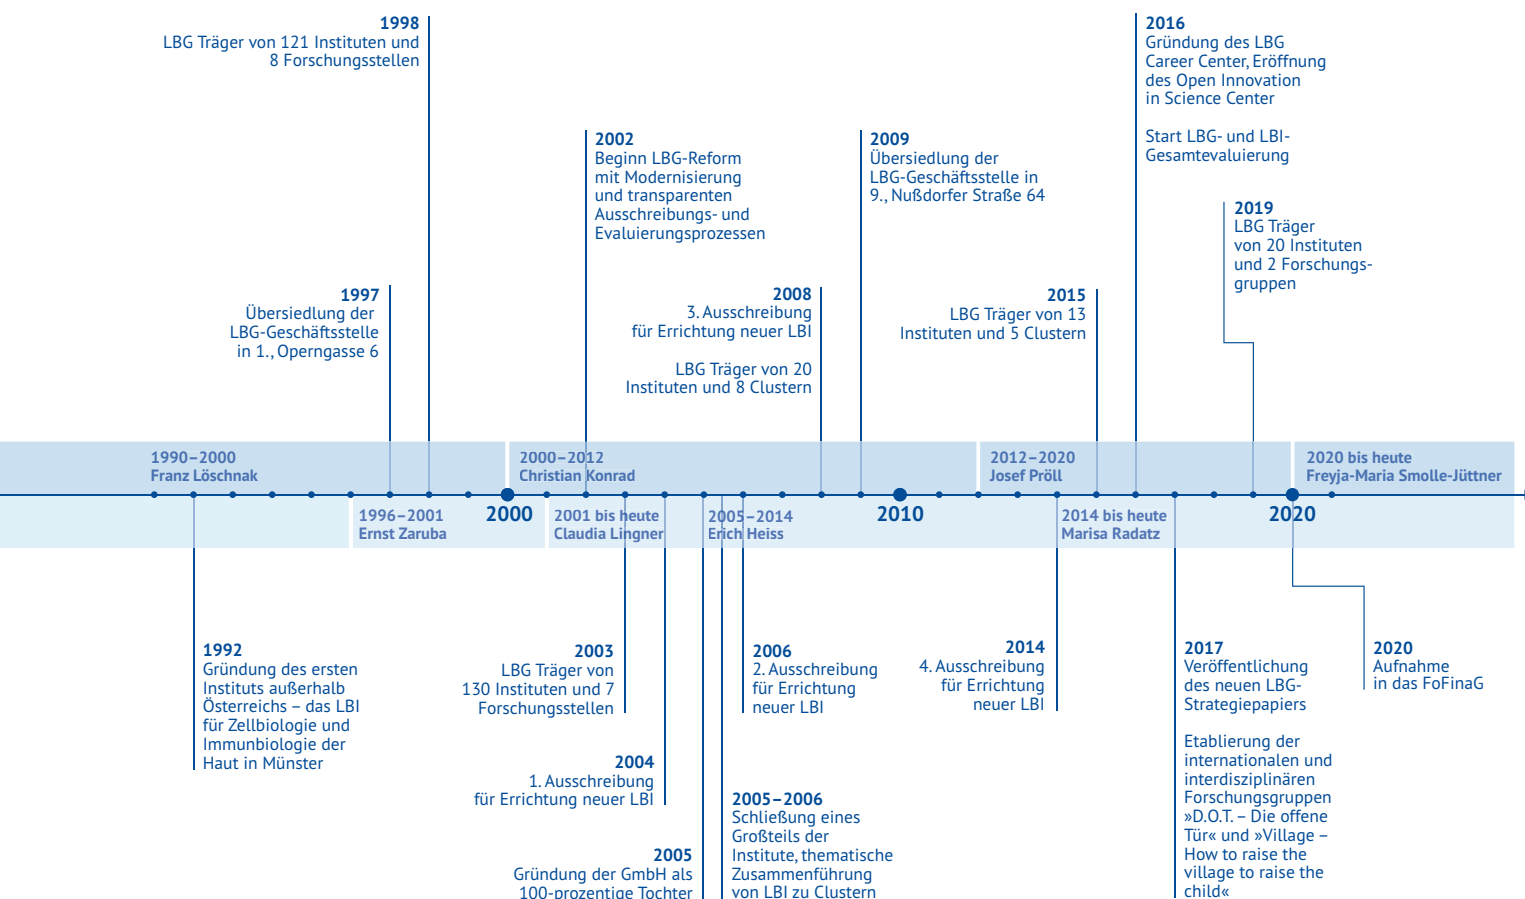 1998
LBG Träger von 121 Instituten und
8 Forschungsstellen
2016
Gründung des LBG
Career Center, Eröffnung
des Open Innovation
in Science Center
Start LBG- und LBI-
Gesamtevaluierung
2002
Beginn LBG-Reform
mit Modernisierung
und transparenten
Ausschreibungs- und
Evaluierungsprozessen
2009
Übersiedlung der
LBG-Geschäftsstelle in
9., Nußdorfer Straße 64
2019
LBG Träger
von 20 Instituten
und 2 Forschungs-
gruppen
1997
Übersiedlung der
LBG-Geschäftsstelle
in 1., Operngasse 6
2008
3. Ausschreibung
für Errichtung neuer LBI
LBG Träger von 20
Instituten und 8 Clustern
2015
LBG Träger von 13
Instituten und 5 Clustern
1990–2000
Franz Löschnak
2000–2012
Christian Konrad
2012–2020
Josef Pröll
2020 bis heute
Freyja-Maria Smolle-Jüttner
1996–2001
Ernst Zaruba
2000
2001 bis heute
Claudia Lingner
2005–2014
Erich Heiss
2010
2014 bis heute
Marisa Radatz
2020
1992
Gründung des ersten
Instituts außerhalb
Österreichs – das LBI
für Zellbiologie und
Immunbiologie der
Haut in Münster
2003
LBG Träger von
130 Instituten und 7
Forschungsstellen
2004
1. Ausschreibung
für Errichtung neuer LBI
2005
Gründung der GmbH als
100-prozentige Tochter
2006
2. Ausschreibung
für Errichtung
neuer LBI
2005–2006
Schließung eines
Großteils der
Institute, thematische
Zusammenführung
von LBI zu Clustern
2014
4. Ausschreibung
für Errichtung
neuer LBI
2017
Veröffentlichung
des neuen LBG-
Strategiepapiers
Etablierung der
internationalen und
interdisziplinären
Forschungsgruppen
»D.O.T. – Die offene
Tür« und »Village –
How to raise the
village to raise the
child«
2020
Aufnahme
in das FoFinaG